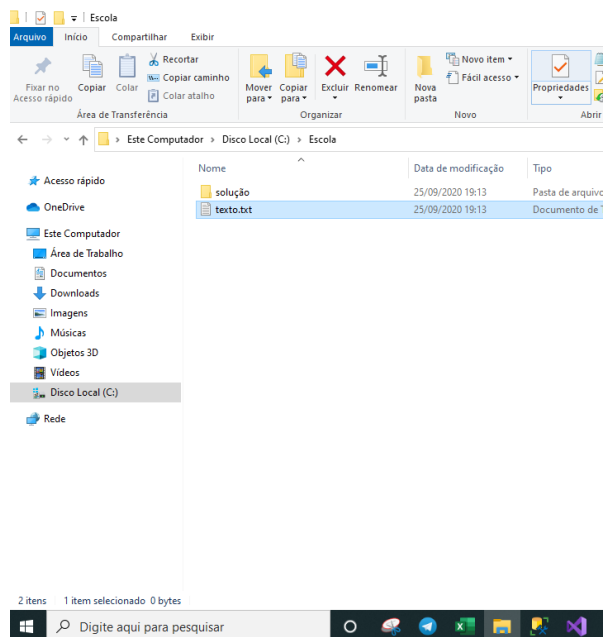 Escola
Arquivo Início Compartilhar Exibir
Fixar no Acesso rápido
Copiar
Colar
Recortar
Copiar caminho
Colar atalho
Mover para
Copiar para
Excluir
Renomear
Nova pasta
Novo item
Fácil acesso
Propriedades
Área de Transferência Organizar Novo Abrir
Este Computador > Disco Local (C:) > Escola
Nome Data de modificação Tipo
solução 25/09/2020 19:13 Pasta de arquivo
texto.txt 25/09/2020 19:13 Documento de T
Acesso rápido
OneDrive
Este Computador
Área de Trabalho
Documentos
Downloads
Imagens
Músicas
Objetos 3D
Vídeos
Disco Local (C:)
Rede
2 itens 1 item selecionado 0 bytes
Digite aqui para pesquisar